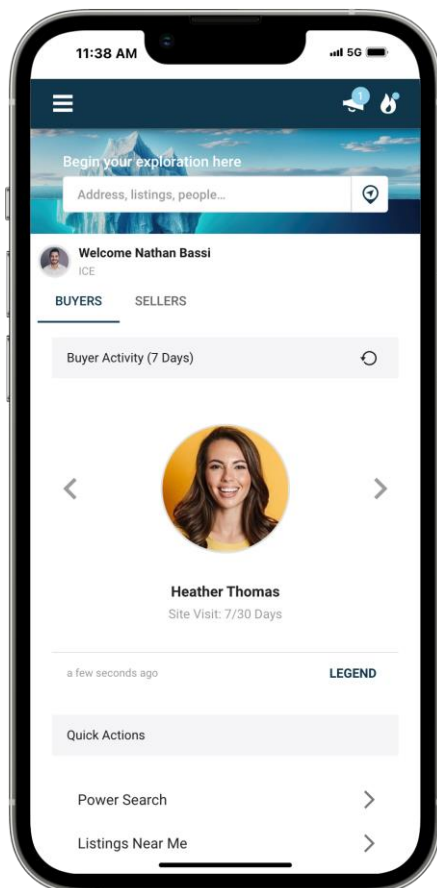 11:38 AM
5G
1
Begin your exploration here
Address, listings, people...
Welcome Nathan Bassi
ICE
BUYERS SELLERS
Buyer Activity (7 Days)
Heather Thomas
Site Visit: 7/30 Days
a few seconds ago LEGEND
Quick Actions
Power Search
Listings Near Me